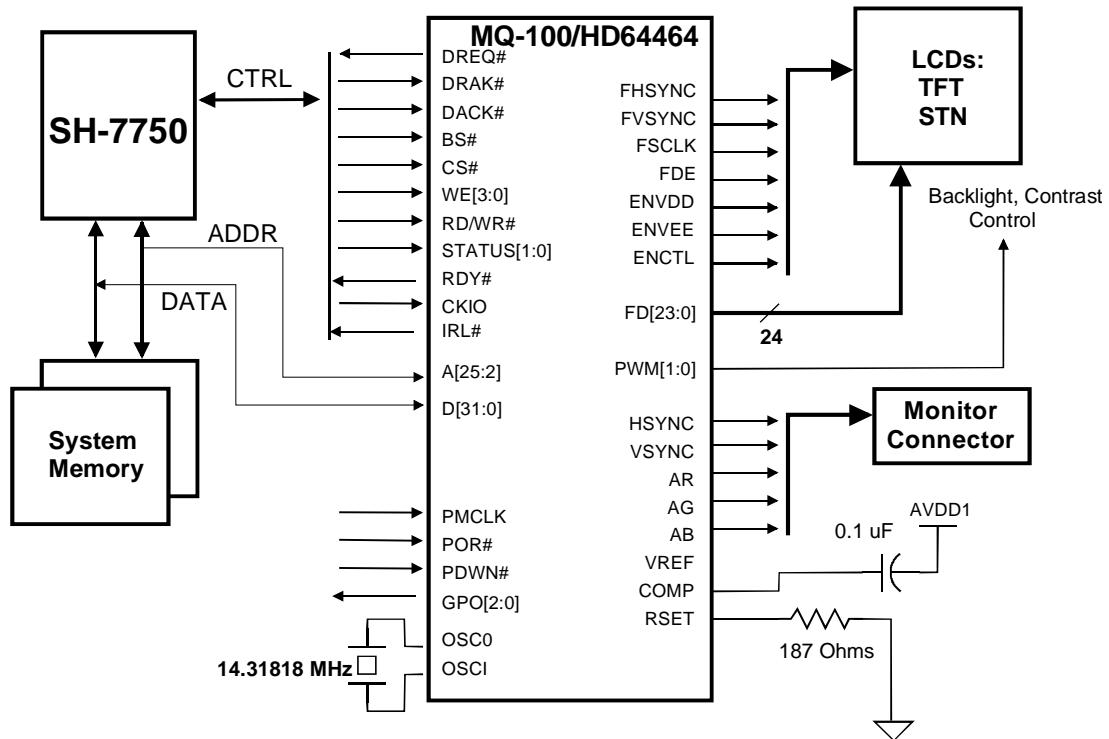 MQ-100/HD64464
SH-7750
CTRL
ADDR
DATA
System
Memory
DREQ#
DRAK#
DACK#
BS#
CS#
WE[3:0]
RD/WR#
STATUS[1:0]
RDY#
CKIO
IRL#
A[25:2]
D[31:0]
PMCLK
POR#
PDWN#
GPO[2:0]
OSC0
OSCI
14.31818 MHz
FHSYNC
FVSYNC
FSCLK
FDE
ENVDD
ENVEE
ENCTL
FD[23:0]
24
PWM[1:0]
HSYNC
VSYNC
AR
AG
AB
VREF
COMP
RSET
LCDs:
TFT
STN
Backlight, Contrast
Control
Monitor
Connector
AVDD1
0.1 uF
187 Ohms